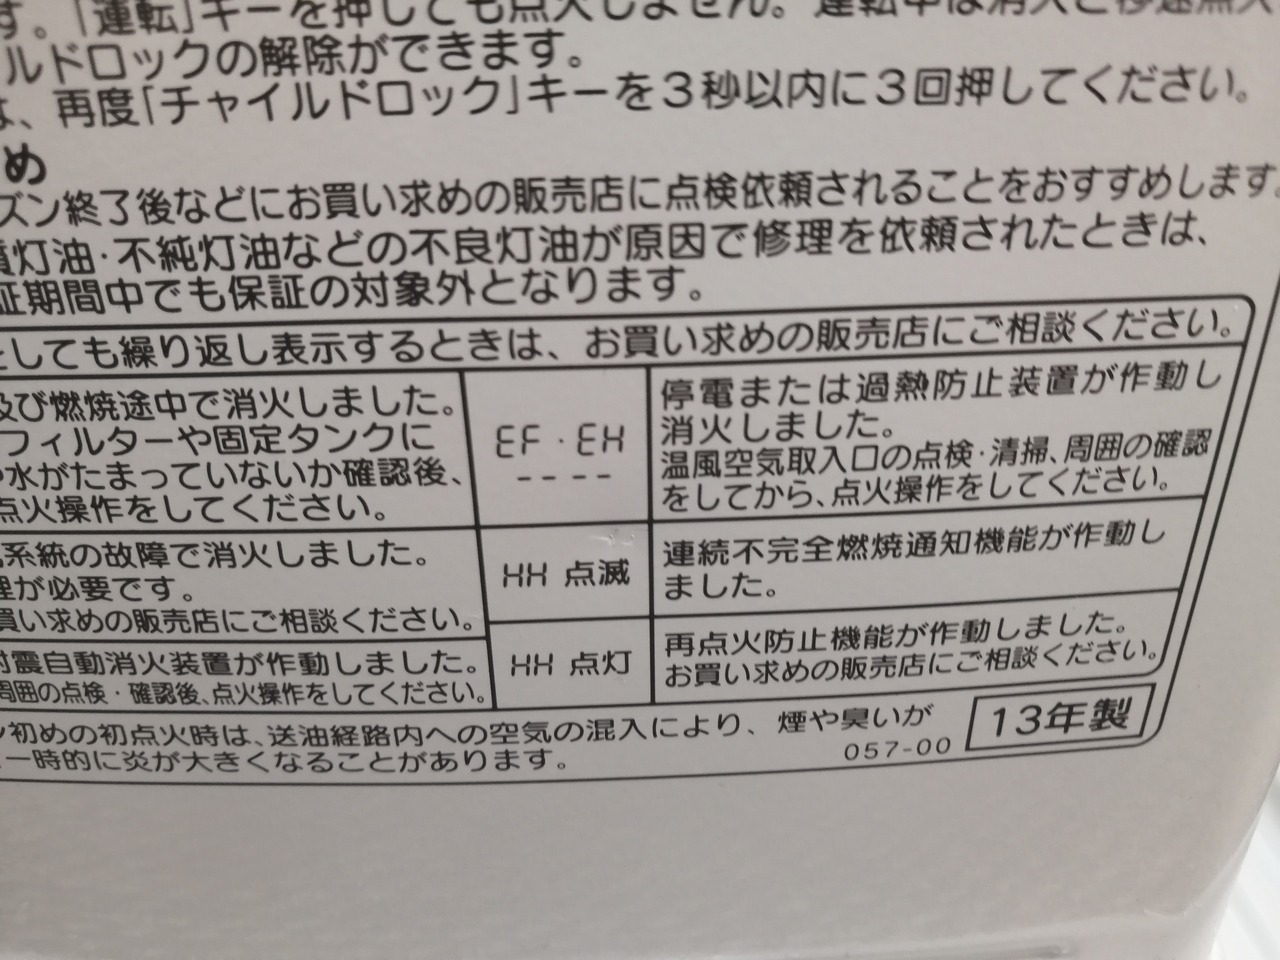 す。「運転」キーを押しても点火しません。運転中は消火と秒速点火
ルドロックの解除ができます。
は、再度「チャイルドロック」キーを3秒以内に3回押してください。
め
ズン終了後などにお買い求めの販売店に点検依頼されることをおすすめします。
灯油・不純灯油などの不良灯油が原因で修理を依頼されたときは、
証期間中でも保証の対象外となります。
しても繰り返し表示するときは、お買い求めの販売店にご相談ください。
及び燃焼途中で消火しました。
フィルターや固定タンクに
水がたまっていないか確認後、
点火操作をしてください。
EF・EH
----
停電または過熱防止装置が作動し
消火しました。
温風空気取入口の点検・清掃、周囲の確認
をしてから、点火操作をしてください。
系統の故障で消火しました。
理が必要です。
買い求めの販売店にご相談ください。
HH 点滅
連続不完全燃焼通知機能が作動し
ました。
対震自動消火装置が作動しました。
周囲の点検・確認後、点火操作をしてください。
HH 点灯
再点火防止機能が作動しました。
お買い求めの販売店にご相談ください。
ン初めの初点火時は、送油経路内への空気の混入により、煙や臭いが
一時的に炎が大きくなることがあります。
057-00
13年製